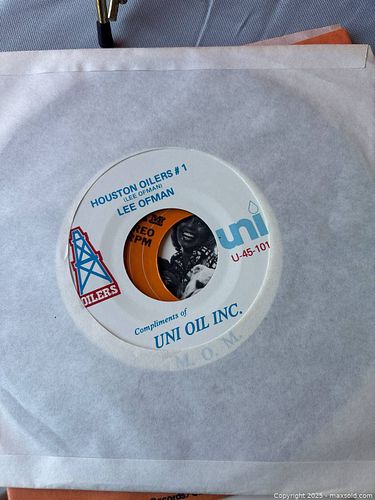 HOUSTON OILERS # 1
(LEE OFMAN)
LEE OFMAN
uni
U-45-101
OILERS
Compliments of
UNI OIL INC.
M. O. M.
Copyright 2025 - maxsold.com